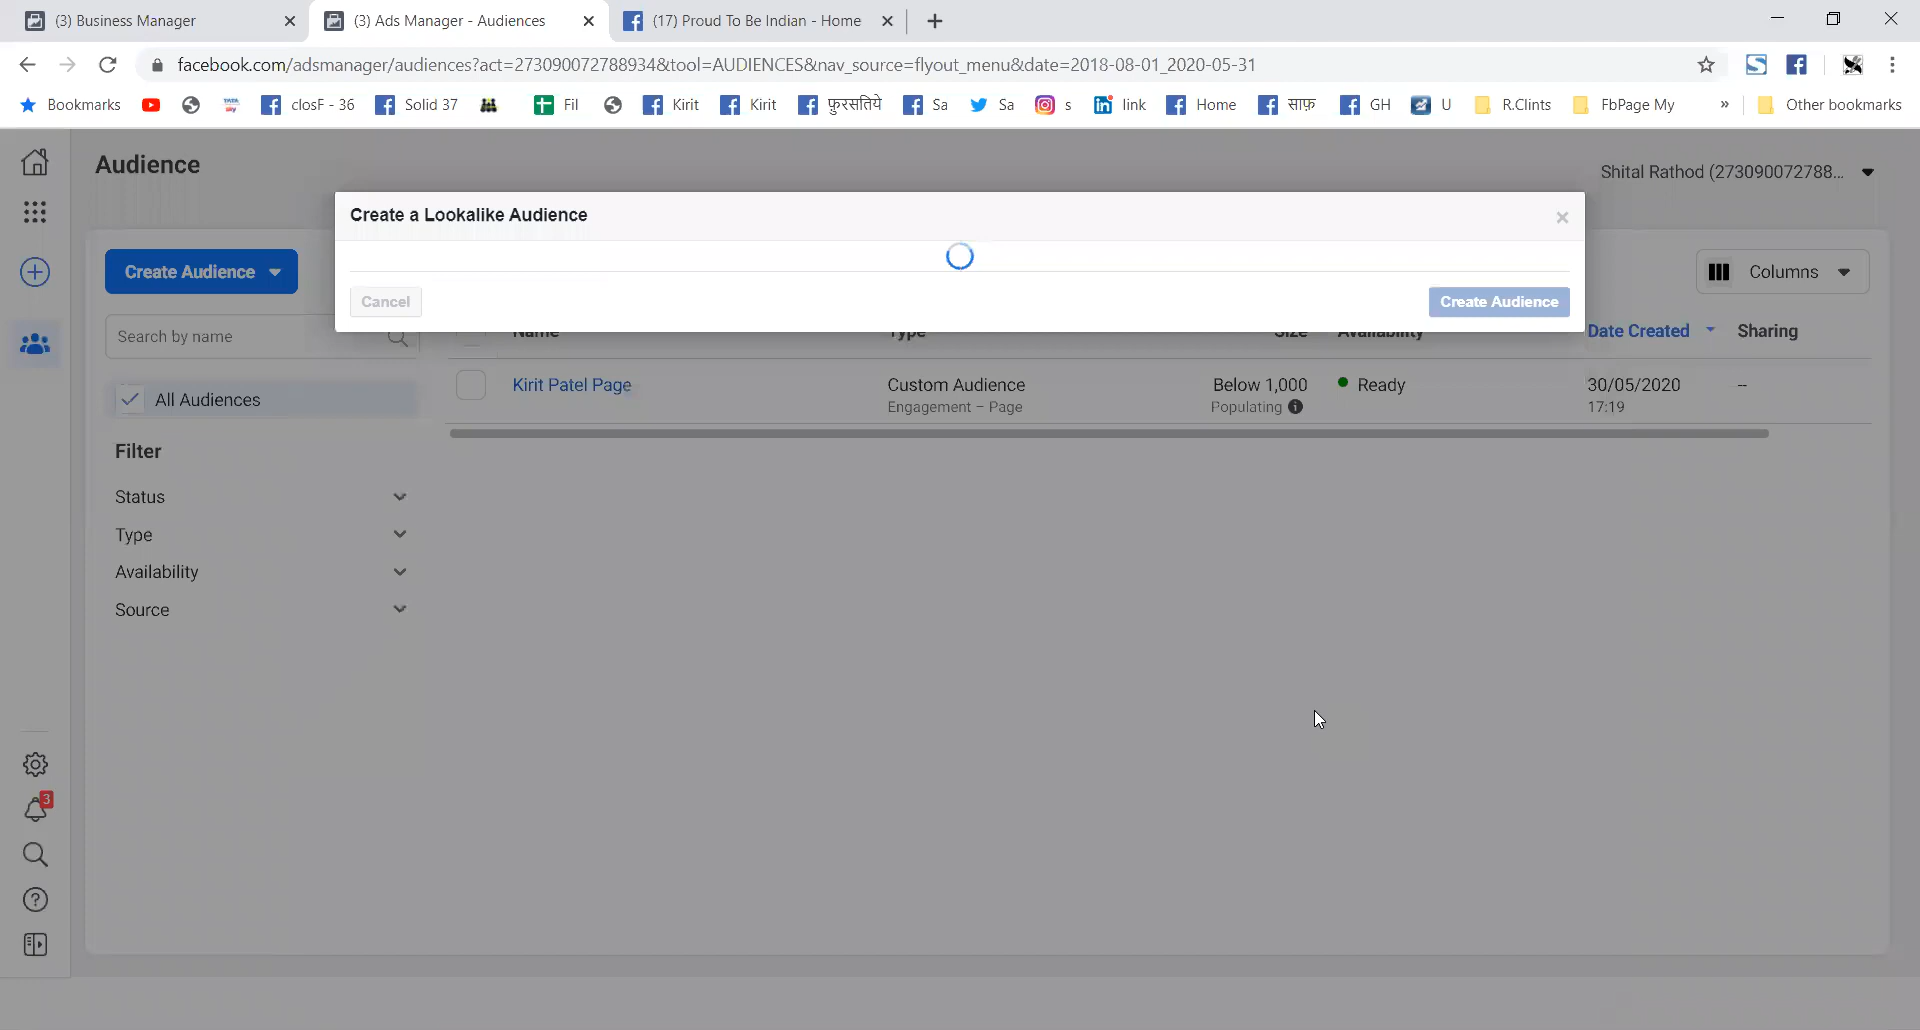 (3) Business Manager
(3) Ads Manager - Audiences
(17) Proud To Be Indian - Home
facebook.com/adsmanager/audiences?act=273090072788934&tool=AUDIENCES&nav_source=flyout_menu&date=2018-08-01_2020-05-31
Bookmarks
closF - 36
Solid 37
Fil
Kirit
Kirit
फ़ुरसतिये
Sa
Sa
s
link
Home
साफ़
GH
U
R.Clints
FbPage My
»
Other bookmarks
Audience
Shital Rathod (27309007278​8...
Create a Lookalike Audience
Cancel
Create Audience
Create Audience
Columns
Search by name
Name
Type
Size
Availability
Date Created
Sharing
All Audiences
Kirit Patel Page
Custom Audience
Engagement – Page
Below 1,000
Populating
Ready
30/05/2020
17:19
--
Filter
Status
Type
Availability
Source
3